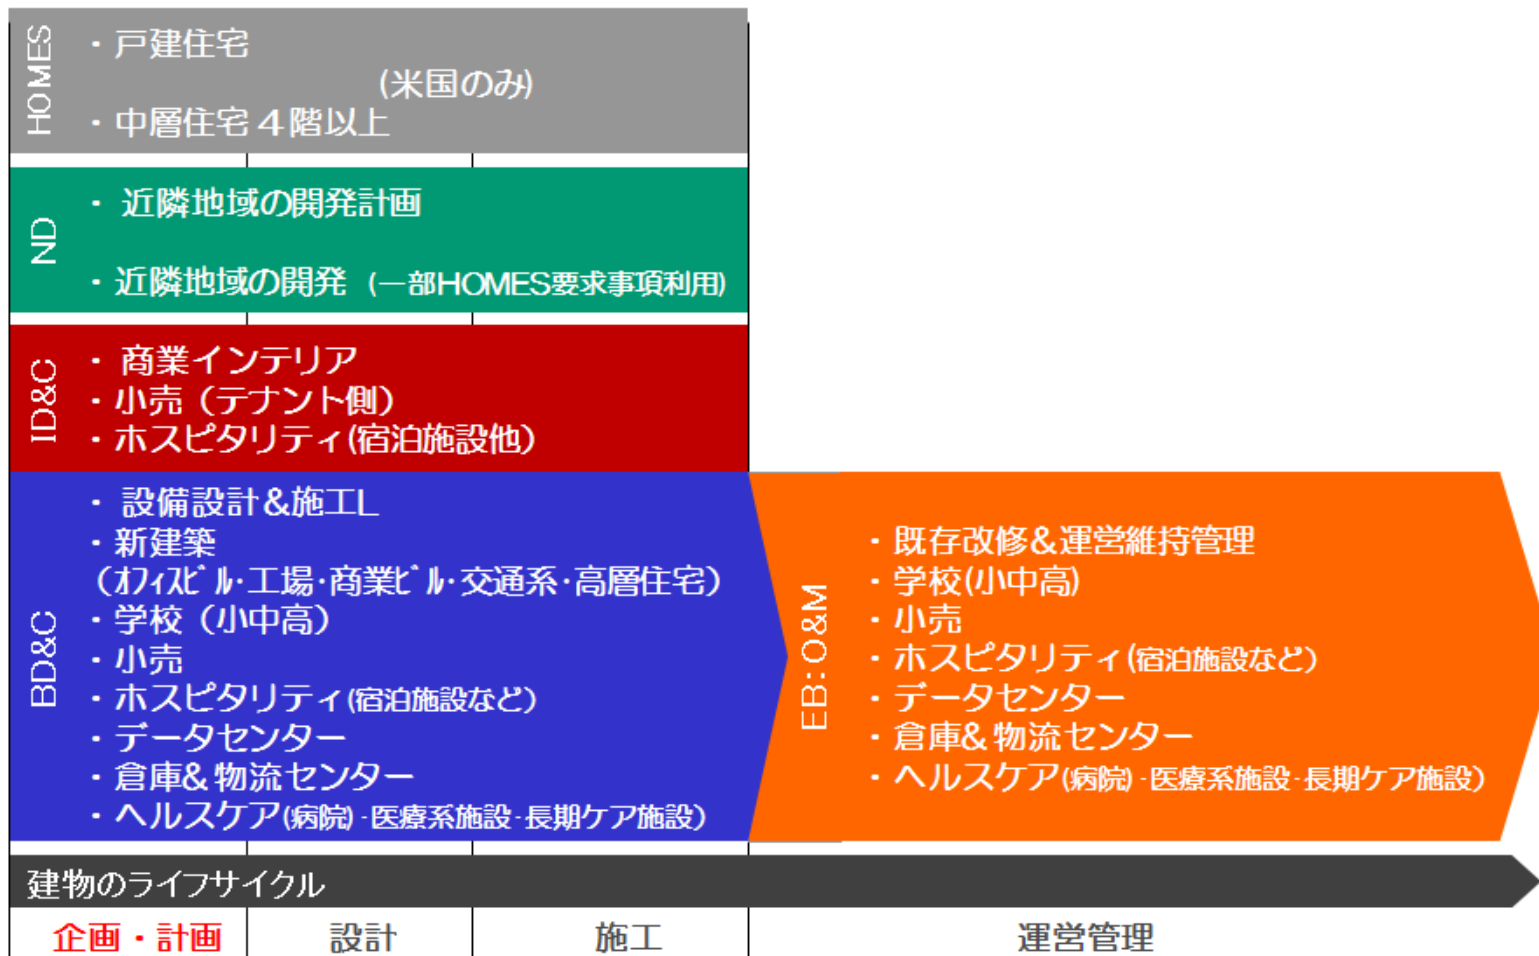 HOMES
・戸建住宅
(米国のみ)
・中層住宅４階以上
ND
・ 近隣地域の開発計画
・近隣地域の開発 (一部HOMES要求事項利用)
ID&C
・ 商業インテリア
・小売（テナント側）
・ホスピタリティ(宿泊施設他）
BD&C
・ 設備設計＆施工L
・新建築
（ｵﾌｨｽﾋﾞﾙ・工場・商業ﾋﾞﾙ・交通系・高層住宅）
・学校（小中高）
・小売
・ホスピタリティ(宿泊施設など）
・データセンター
・倉庫&物流センター
・ヘルスケア(病院)・医療系施設・長期ケア施設）
EB:O&M
・既存改修＆運営維持管理
・学校(小中高)
・小売
・ホスピタリティ(宿泊施設など）
・データセンター
・倉庫&物流センター
・ヘルスケア(病院)・医療系施設・長期ケア施設）
建物のライフサイクル
企画・計画 設計 施工 運営管理